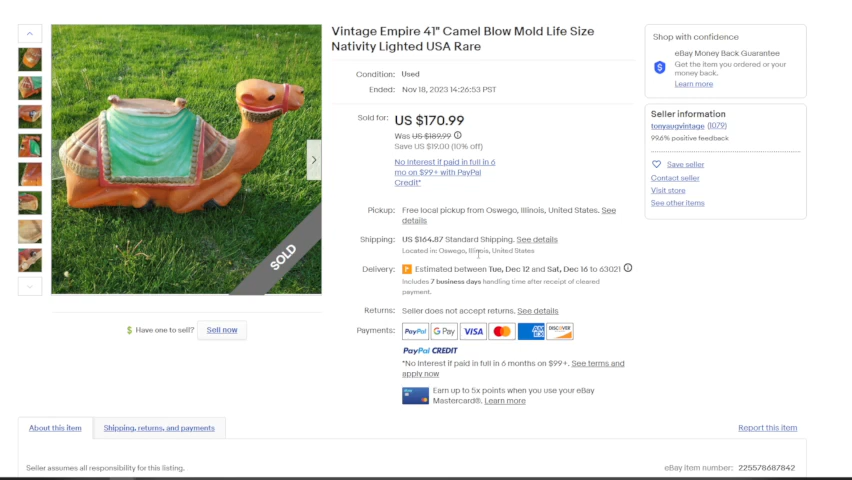 Vintage Empire 41" Camel Blow Mold Life Size
Nativity Lighted USA Rare
Condition: Used
Ended: Nov 18, 2023 14:26:53 PST
Sold for: US $170.99
Was US $189.99
Save US $19.00 (10% off)
No Interest if paid in full in 6
mo on $99+ with PayPal
Credit*
Pickup: Free local pickup from Oswego, Illinois, United States. See
details
Shipping: US $164.87 Standard Shipping. See details
Located in: Oswego, Illinois, United States
Delivery: Estimated between Tue, Dec 12 and Sat, Dec 16 to 63021
Includes 7 business days handling time after receipt of cleared
payment.
Returns: Seller does not accept returns. See details
Payments: PayPal G Pay VISA MasterCard AM EX DISCOVER
PayPal CREDIT
*No Interest if paid in full in 6 months on $99+. See terms and
apply now
Earn up to 5x points when you use your eBay
Mastercard®. Learn more
Shop with confidence
eBay Money Back Guarantee
Get the item you ordered or your
money back.
Learn more
Seller information
tonyaugvintage (1079)
99.6% positive feedback
Save seller
Contact seller
Visit store
See other items
SOLD
$ Have one to sell? Sell now
About this item
Shipping, returns, and payments
Report this item
Seller assumes all responsibility for this listing.
eBay item number: 225578687842